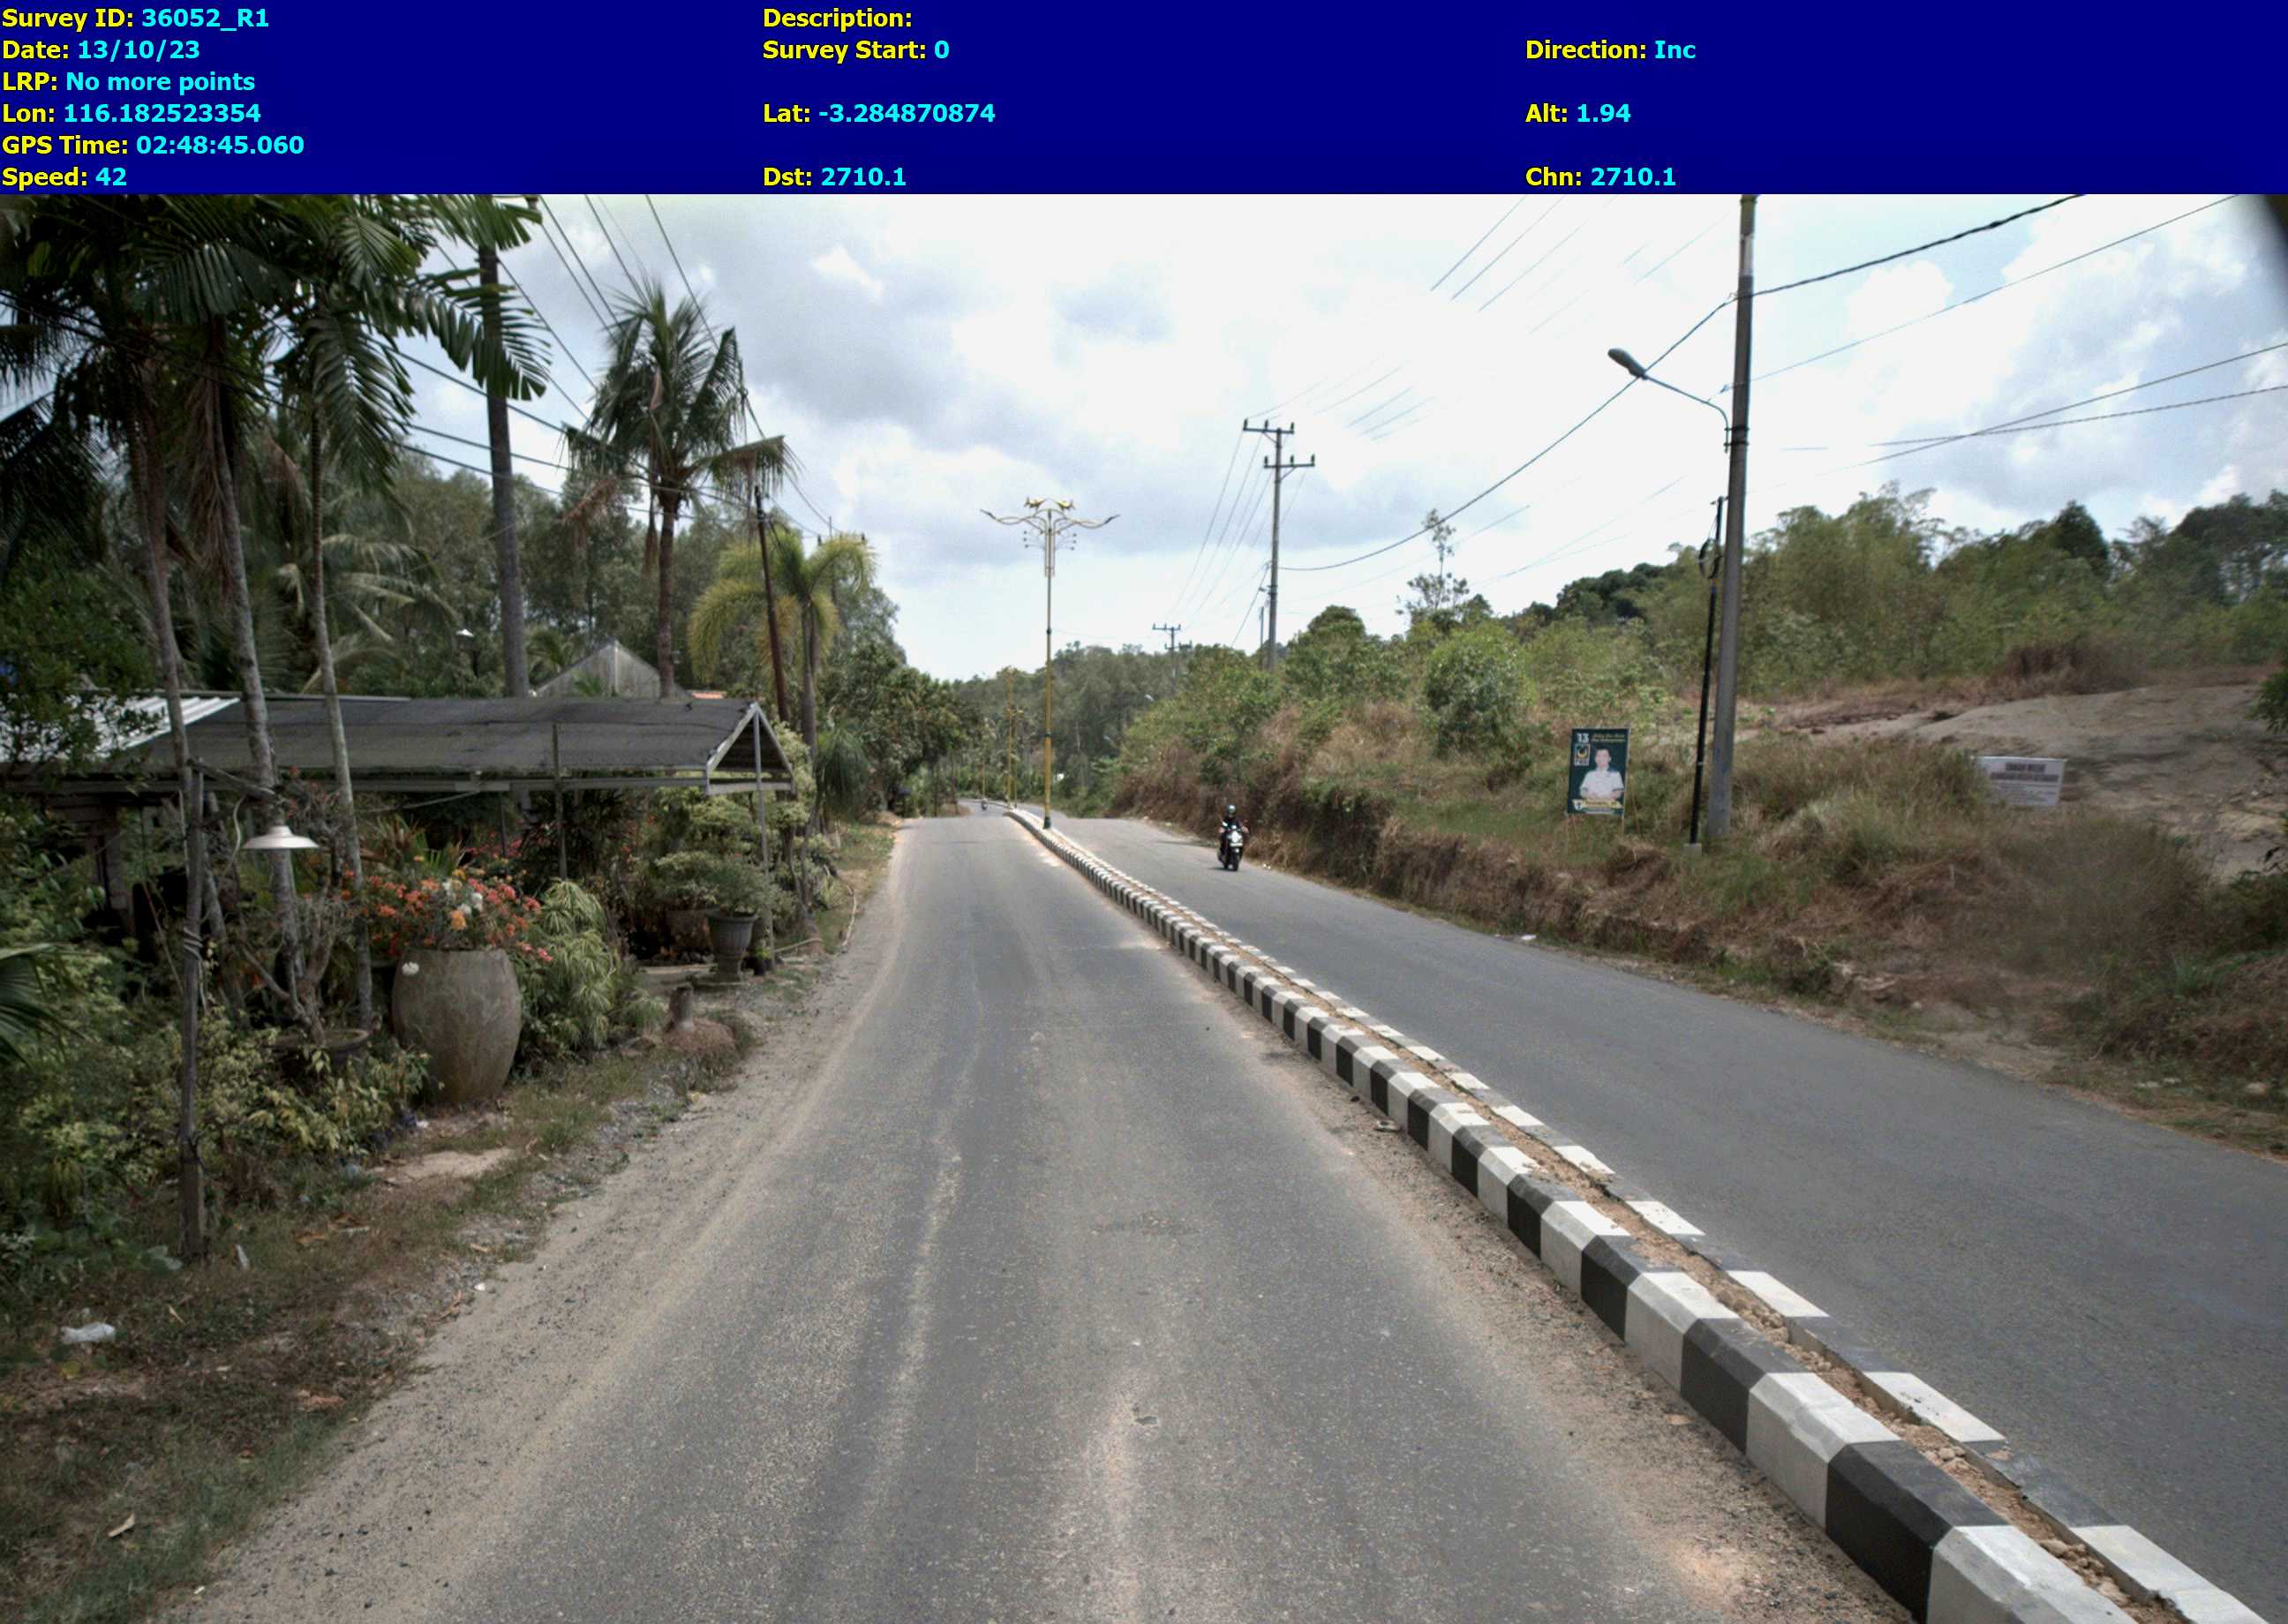 Survey ID: 36052_R1
Description:
Date: 13/10/23
Survey Start: 0
Direction: Inc
LRP: No more points
Lon: 116.182523354
Lat: -3.284870874
Alt: 1.94
GPS Time: 02:48:45.060
Speed: 42
Dst: 2710.1
Chn: 2710.1
13